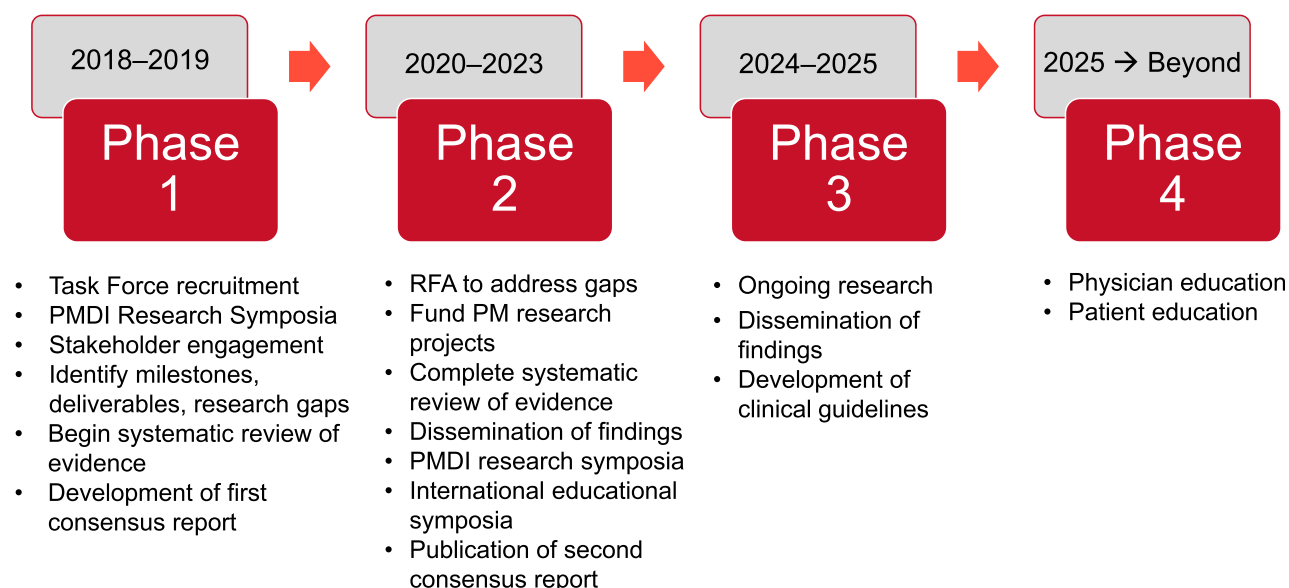 2018–2019
Phase
1
• Task Force recruitment
• PMDI Research Symposia
• Stakeholder engagement
• Identify milestones,
deliverables, research gaps
• Begin systematic review of
evidence
• Development of first
consensus report
2020–2023
Phase
2
• RFA to address gaps
• Fund PM research
projects
• Complete systematic
review of evidence
• Dissemination of findings
• PMDI research symposia
• International educational
symposia
• Publication of second
consensus report
2024–2025
Phase
3
• Ongoing research
• Dissemination of
findings
• Development of
clinical guidelines
2025 → Beyond
Phase
4
• Physician education
• Patient education